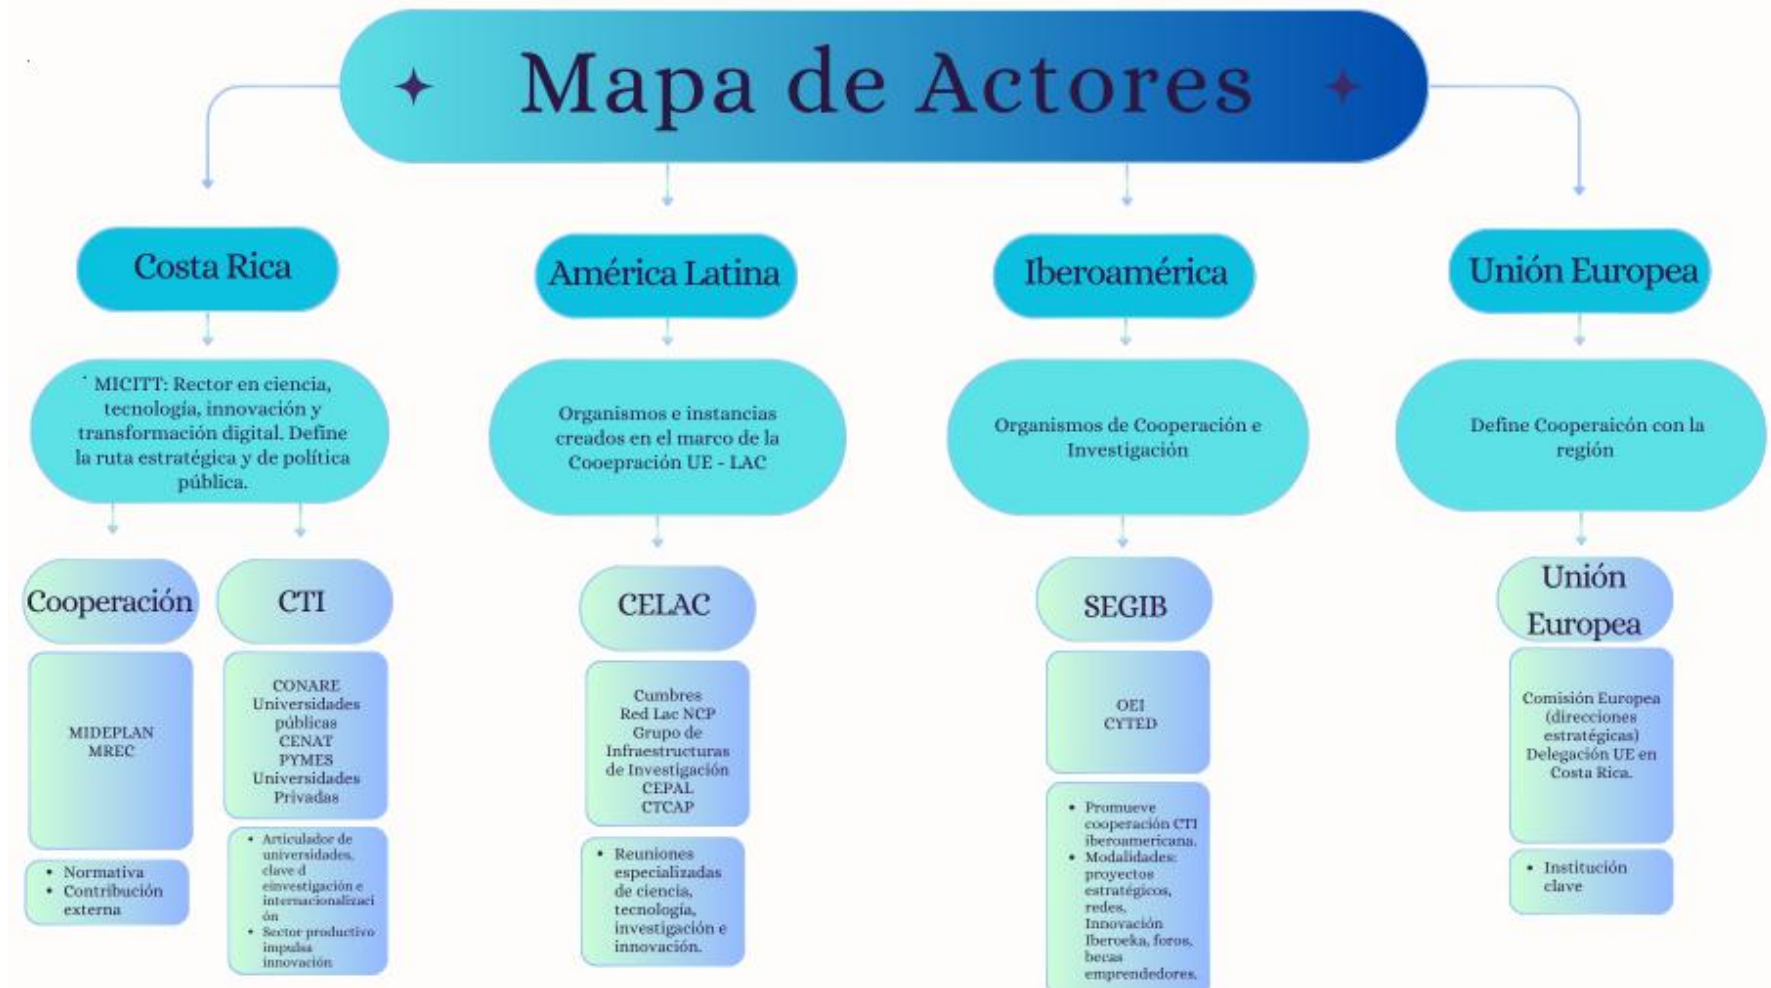 Mapa de Actores
Costa Rica
MICITT: Rector en ciencia,
tecnología, innovación y
transformación digital. Define
la ruta estratégica y de política
pública.
Cooperación
MIDEPLAN
MREC
• Normativa
• Contribución
externa
CTI
CONARE
Universidades
públicas
CENAT
PYMES
Universidades
Privadas
• Articulador de
universidades,
clave d
einvestigación e
internacionalizaci
ón
• Sector productivo
impulsa
innovación
América Latina
Organismos e instancias
creados en el marco de la
Cooepración UE - LAC
CELAC
Cumbres
Red Lac NCP
Grupo de
Infraestructuras
de Investigación
CEPAL
CTCAP
• Reuniones
especializadas
de ciencia,
tecnología,
investigación e
innovación.
Iberoamérica
Organismos de Cooperación e
Investigación
SEGIB
OEI
CYTED
• Promueve
cooperación CTI
iberoamericana.
• Modalidades:
proyectos
estratégicos,
redes,
Innovación
Iberoeka, foros,
becas
emprendedores.
Unión Europea
Define Cooperaicón con la
región
Unión
Europea
Comisión Europea
(direcciones
estratégicas)
Delegación UE en
Costa Rica.
• Institución
clave